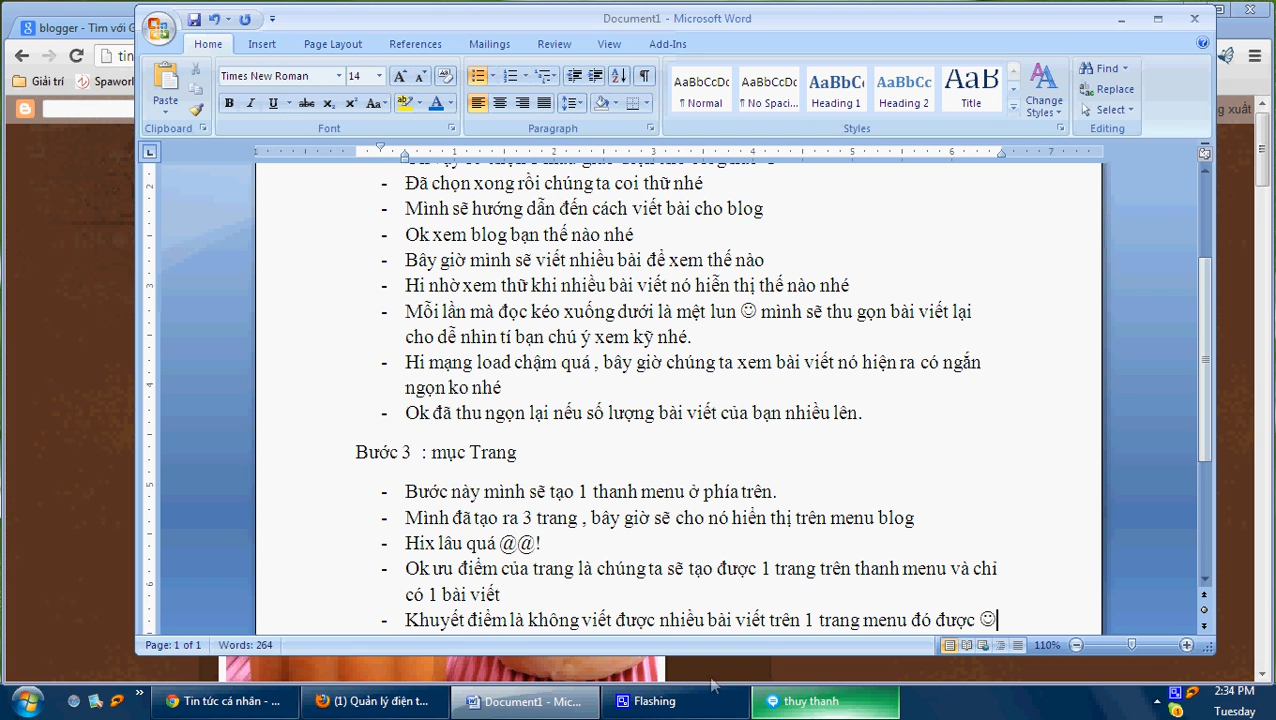 blogger - Tìm với G
Document1 - Microsoft Word
tin
Giải trí
Spawork
g xuất
Home Insert Page Layout References Mailings Review View Add-Ins
Paste
Times New Roman 14
AaBbCcDc AaBbCcDc AaBbC AaBbCc AaB
¶ Normal ¶ No Spaci... Heading 1 Heading 2 Title
Change Styles
Find
Replace
Select
Clipboard Font Paragraph Styles Editing
- Đã chọn xong rồi chúng ta coi thữ nhé
- Mình sẽ hướng dẫn đến cách viết bài cho blog
- Ok xem blog bạn thế nào nhé
- Bây giờ mình sẽ viết nhiều bài để xem thế nào
- Hi nhờ xem thữ khi nhiều bài viết nó hiễn thị thế nào nhé
- Mỗi lần mà đọc kéo xuống dưới là mệt lun ☺ mình sẽ thu gọn bài viết lại
cho dễ nhìn tí bạn chú ý xem kỹ nhé.
- Hi mạng load chậm quá , bây giờ chúng ta xem bài viết nó hiện ra có ngắn
ngọn ko nhé
- Ok đã thu ngọn lại nếu số lượng bài viết của bạn nhiều lên.
Bước 3 : mục Trang
- Bước này mình sẽ tạo 1 thanh menu ở phía trên.
- Mình đã tạo ra 3 trang , bây giờ sẽ cho nó hiển thị trên menu blog
- Hix lâu quá @@!
- Ok ưu điểm của trang là chúng ta sẽ tạo được 1 trang trên thanh menu và chỉ
có 1 bài viết
- Khuyết điểm là không viết được nhiều bài viết trên 1 trang menu đó được ☺
Page: 1 of 1 Words: 264 110%
Tin tức cá nhân - ... (1) Quản lý điện t... Document1 - Mic... Flashing thuy thanh
2:34 PM
Tuesday